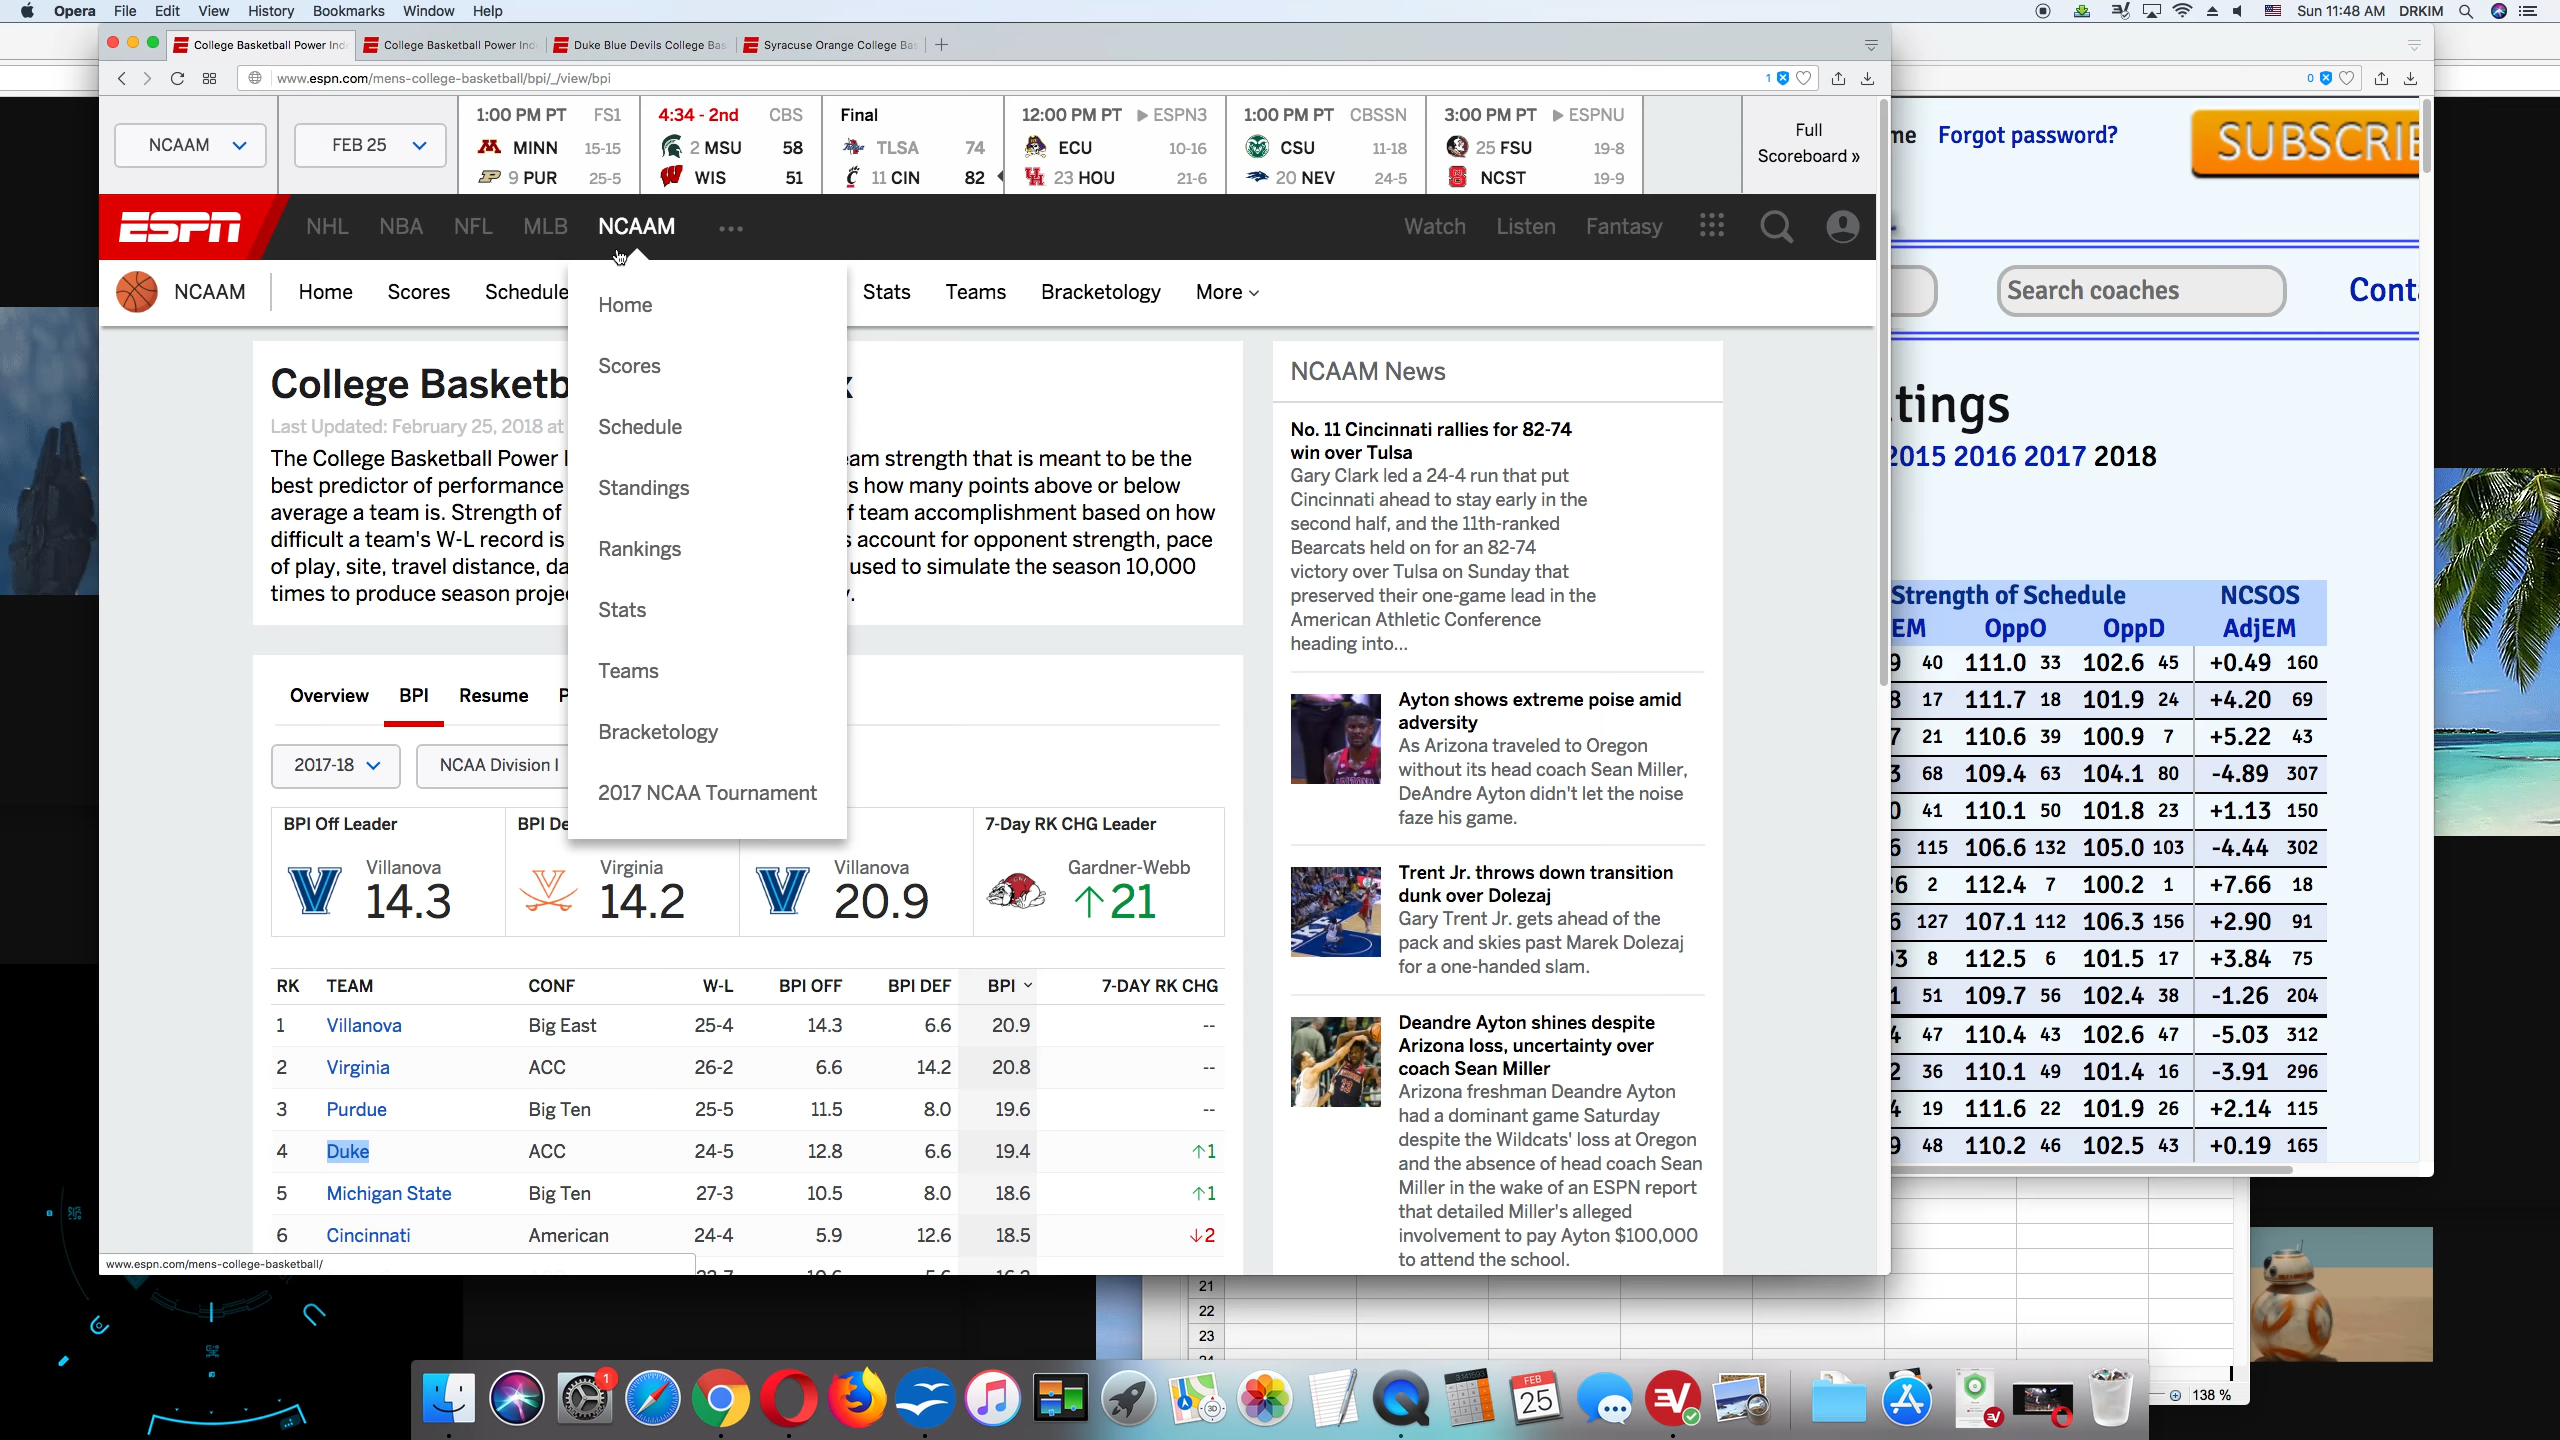 Opera File Edit View History Bookmarks Window Help
Sun 11:48 AM DRKIM
College Basketball Power Ind
College Basketball Power Ind
Duke Blue Devils College Bas
Syracuse Orange College Bas
www.espn.com/mens-college-basketball/bpi/_/view/bpi
1
0
NCAAM
FEB 25
1:00 PM PT FS1
MINN 15-15
9 PUR 25-5
4:34 - 2nd CBS
2 MSU 58
WIS 51
Final
TLSA 74
11 CIN 82
12:00 PM PT ESPN3
ECU 10-16
23 HOU 21-6
1:00 PM PT CBSSN
CSU 11-18
20 NEV 24-5
3:00 PM PT ESPNU
25 FSU 19-8
NCST 19-9
Full
Scoreboard »
me Forgot password?
SUBSCRIE
ESPN NHL NBA NFL MLB NCAAM ... Watch Listen Fantasy
NCAAM Home Scores Schedule Stats Teams Bracketology More
Search coaches
Conta
Home
Scores
Schedule
Standings
Rankings
Stats
Teams
Bracketology
2017 NCAA Tournament
College Basketb x
Last Updated: February 25, 2018 at
The College Basketball Power I eam strength that is meant to be the
best predictor of performance s how many points above or below
average a team is. Strength of f team accomplishment based on how
difficult a team's W-L record is s account for opponent strength, pace
of play, site, travel distance, da used to simulate the season 10,000
times to produce season projec y.
Overview BPI Resume P
2017-18
NCAA Division I
BPI Off Leader
Villanova
14.3
BPI De
Virginia
14.2
Villanova
20.9
7-Day RK CHG Leader
Gardner-Webb
↑21
RK TEAM CONF W-L BPI OFF BPI DEF BPI 7-DAY RK CHG
1 Villanova Big East 25-4 14.3 6.6 20.9 --
2 Virginia ACC 26-2 6.6 14.2 20.8 --
3 Purdue Big Ten 25-5 11.5 8.0 19.6 --
4 Duke ACC 24-5 12.8 6.6 19.4 ↑1
5 Michigan State Big Ten 27-3 10.5 8.0 18.6 ↑1
6 Cincinnati American 24-4 5.9 12.6 18.5 ↓2
www.espn.com/mens-college-basketball/
NCAAM News
No. 11 Cincinnati rallies for 82-74
win over Tulsa
Gary Clark led a 24-4 run that put
Cincinnati ahead to stay early in the
second half, and the 11th-ranked
Bearcats held on for an 82-74
victory over Tulsa on Sunday that
preserved their one-game lead in the
American Athletic Conference
heading into...
Ayton shows extreme poise amid
adversity
As Arizona traveled to Oregon
without its head coach Sean Miller,
DeAndre Ayton didn't let the noise
faze his game.
Trent Jr. throws down transition
dunk over Dolezaj
Gary Trent Jr. gets ahead of the
pack and skies past Marek Dolezaj
for a one-handed slam.
Deandre Ayton shines despite
Arizona loss, uncertainty over
coach Sean Miller
Arizona freshman Deandre Ayton
had a dominant game Saturday
despite the Wildcats' loss at Oregon
and the absence of head coach Sean
Miller in the wake of an ESPN report
that detailed Miller's alleged
involvement to pay Ayton $100,000
to attend the school.
tings
2015 2016 2017 2018
Strength of Schedule NCSOS
EM OppO OppD AdjEM
9 40 111.0 33 102.6 45 +0.49 160
8 17 111.7 18 101.9 24 +4.20 69
7 21 110.6 39 100.9 7 +5.22 43
3 68 109.4 63 104.1 80 -4.89 307
0 41 110.1 50 101.8 23 +1.13 150
6 115 106.6 132 105.0 103 -4.44 302
26 2 112.4 7 100.2 1 +7.66 18
6 127 107.1 112 106.3 156 +2.90 91
03 8 112.5 6 101.5 17 +3.84 75
1 51 109.7 56 102.4 38 -1.26 204
4 47 110.4 43 102.6 47 -5.03 312
2 36 110.1 49 101.4 16 -3.91 296
4 19 111.6 22 101.9 26 +2.14 115
9 48 110.2 46 102.5 43 +0.19 165
21
22
23
138 %
1
3D
FEB
25